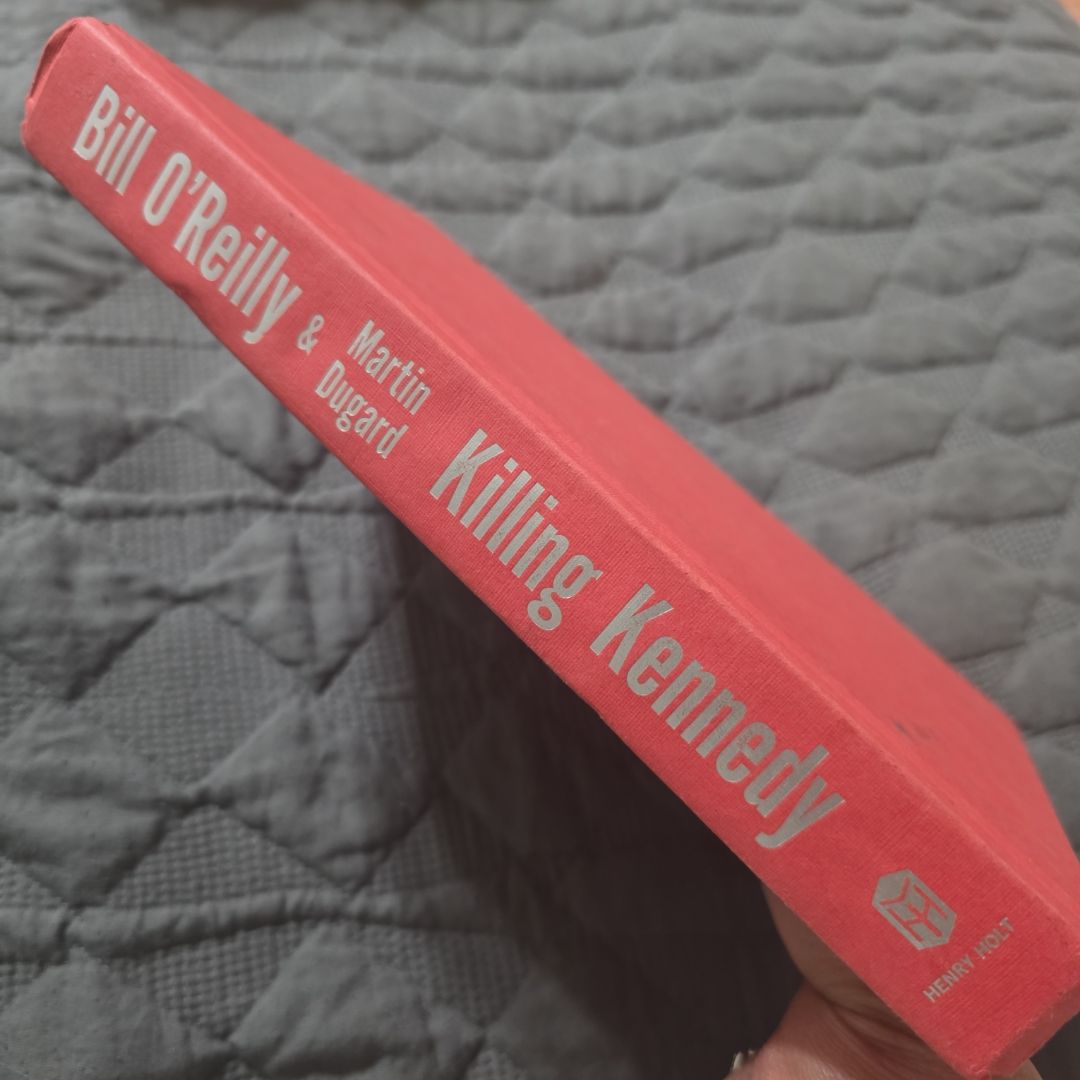 Bill O'Reilly
&
Martin
Dugard
Killing Kennedy
HENRY HOLT